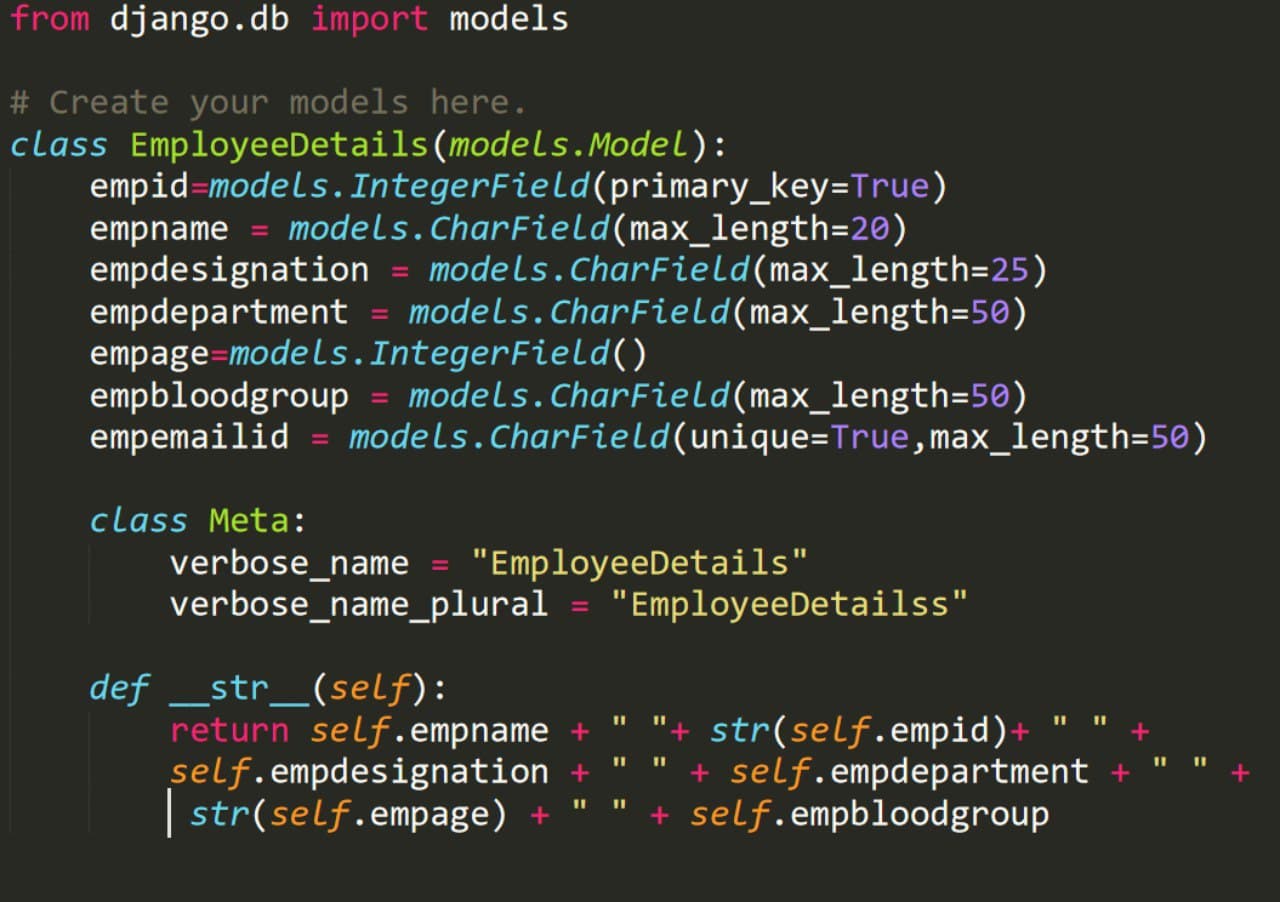 from django.db import models
# Create your models here.
class EmployeeDetails(models.Model):
    empid=models.IntegerField(primary_key=True)
    empname = models.CharField(max_length=20)
    empdesignation = models.CharField(max_length=25)
    empdepartment = models.CharField(max_length=50)
    empage=models.IntegerField()
    empbloodgroup = models.CharField(max_length=50)
    empemailid = models.CharField(unique=True,max_length=50)
    class Meta:
        verbose_name = "EmployeeDetails"
        verbose_name_plural = "EmployeeDetailss"
    def __str__(self):
        return self.empname + " "+ str(self.empid)+ " " +
        self.empdesignation + " " + self.empdepartment + " " +
         str(self.empage) + " " + self.empbloodgroup